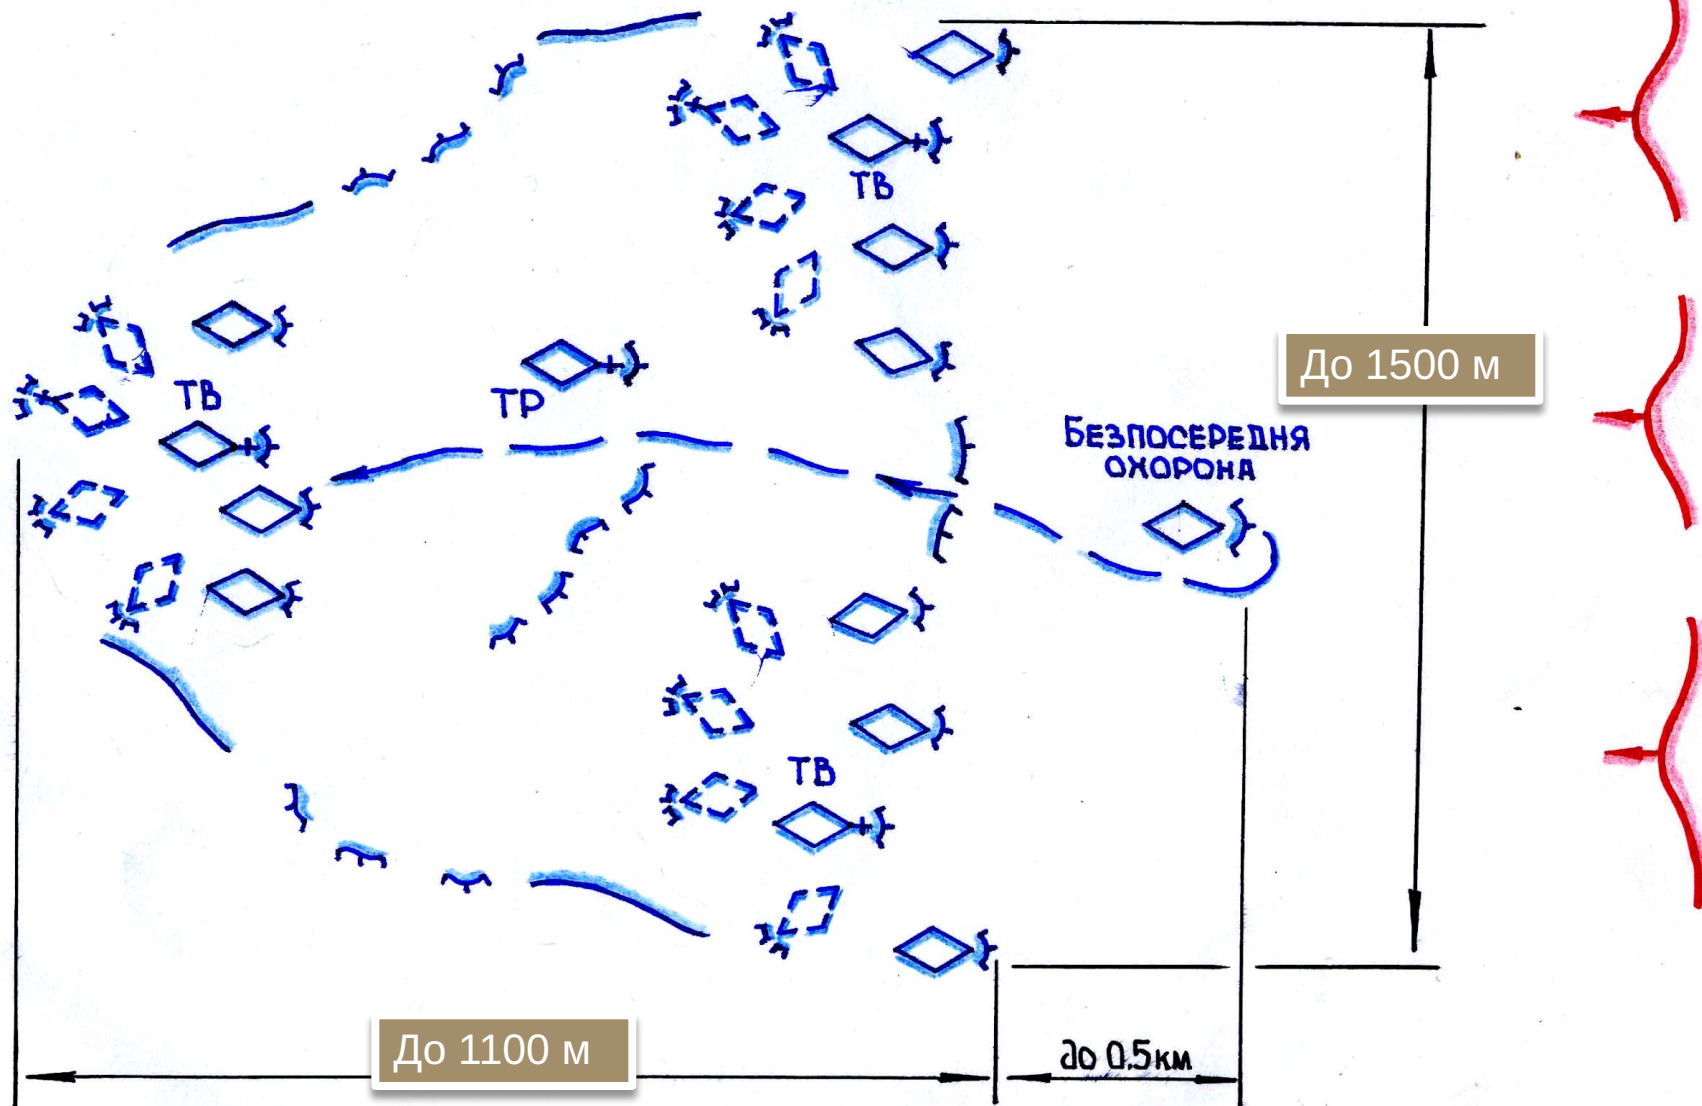 ТВ
До 1500 м
ТВ
ТР
БЕЗПОСЕРЕДНЯ
ОХОРОНА
ТВ
До 1100 м
до 0.5км